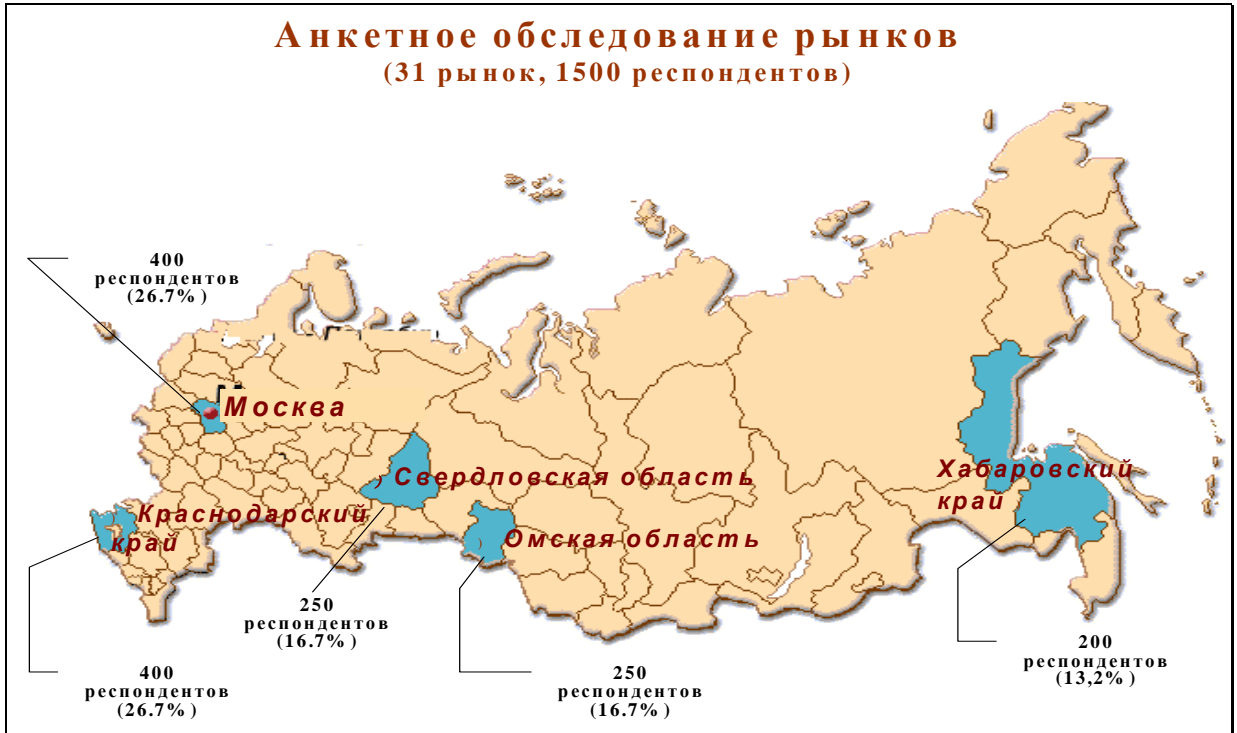 Анкетное обследование рынков
(31 рынок, 1500 респондентов)
400
респондентов
(26.7%)
Москва
Свердловская область
Хабаровский
край
Краснодарский
край
Омская область
250
респондентов
(16.7%)
400
респондентов
(26.7%)
250
респондентов
(16.7%)
200
респондентов
(13,2%)